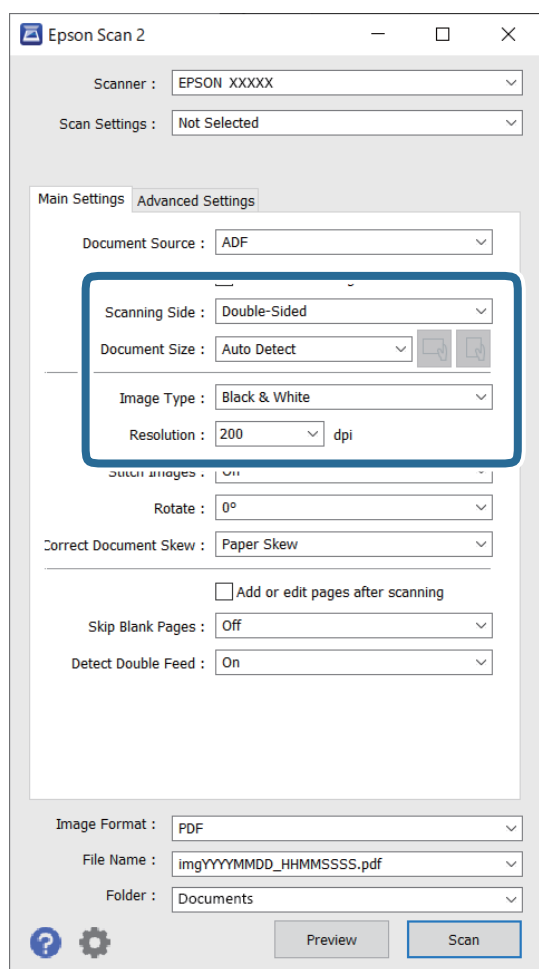 Epson Scan 2
Scanner : EPSON XXXXX
Scan Settings : Not Selected
Main Settings Advanced Settings
Document Source : ADF
Scanning Side : Double-Sided
Document Size : Auto Detect
Image Type : Black & White
Resolution : 200 dpi
Stitch Images : On
Rotate : 0°
Correct Document Skew : Paper Skew
Add or edit pages after scanning
Skip Blank Pages : Off
Detect Double Feed : On
Image Format : PDF
File Name : imgYYYYMMDD_HHMMSSSS.pdf
Folder : Documents
? Preview Scan